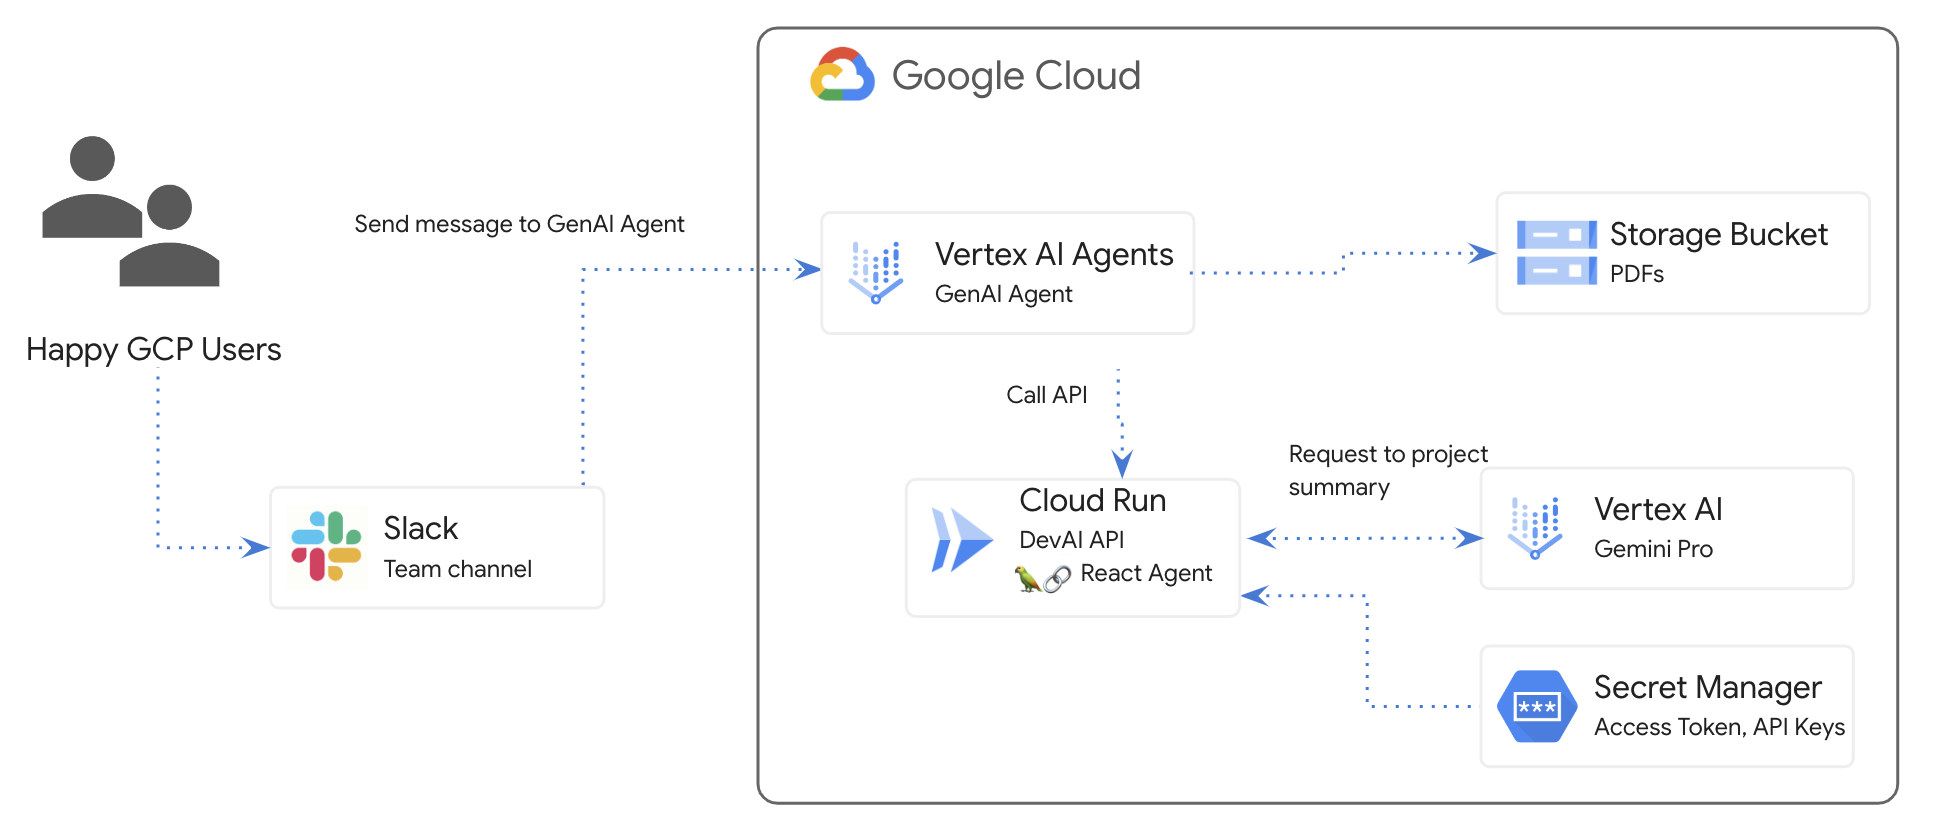 Google Cloud
Send message to GenAI Agent
Vertex AI Agents
GenAI Agent
Storage Bucket
PDFs
Happy GCP Users
Call API
Request to project
summary
Slack
Team channel
Cloud Run
DevAI API
React Agent
Vertex AI
Gemini Pro
Secret Manager
***
Access Token, API Keys